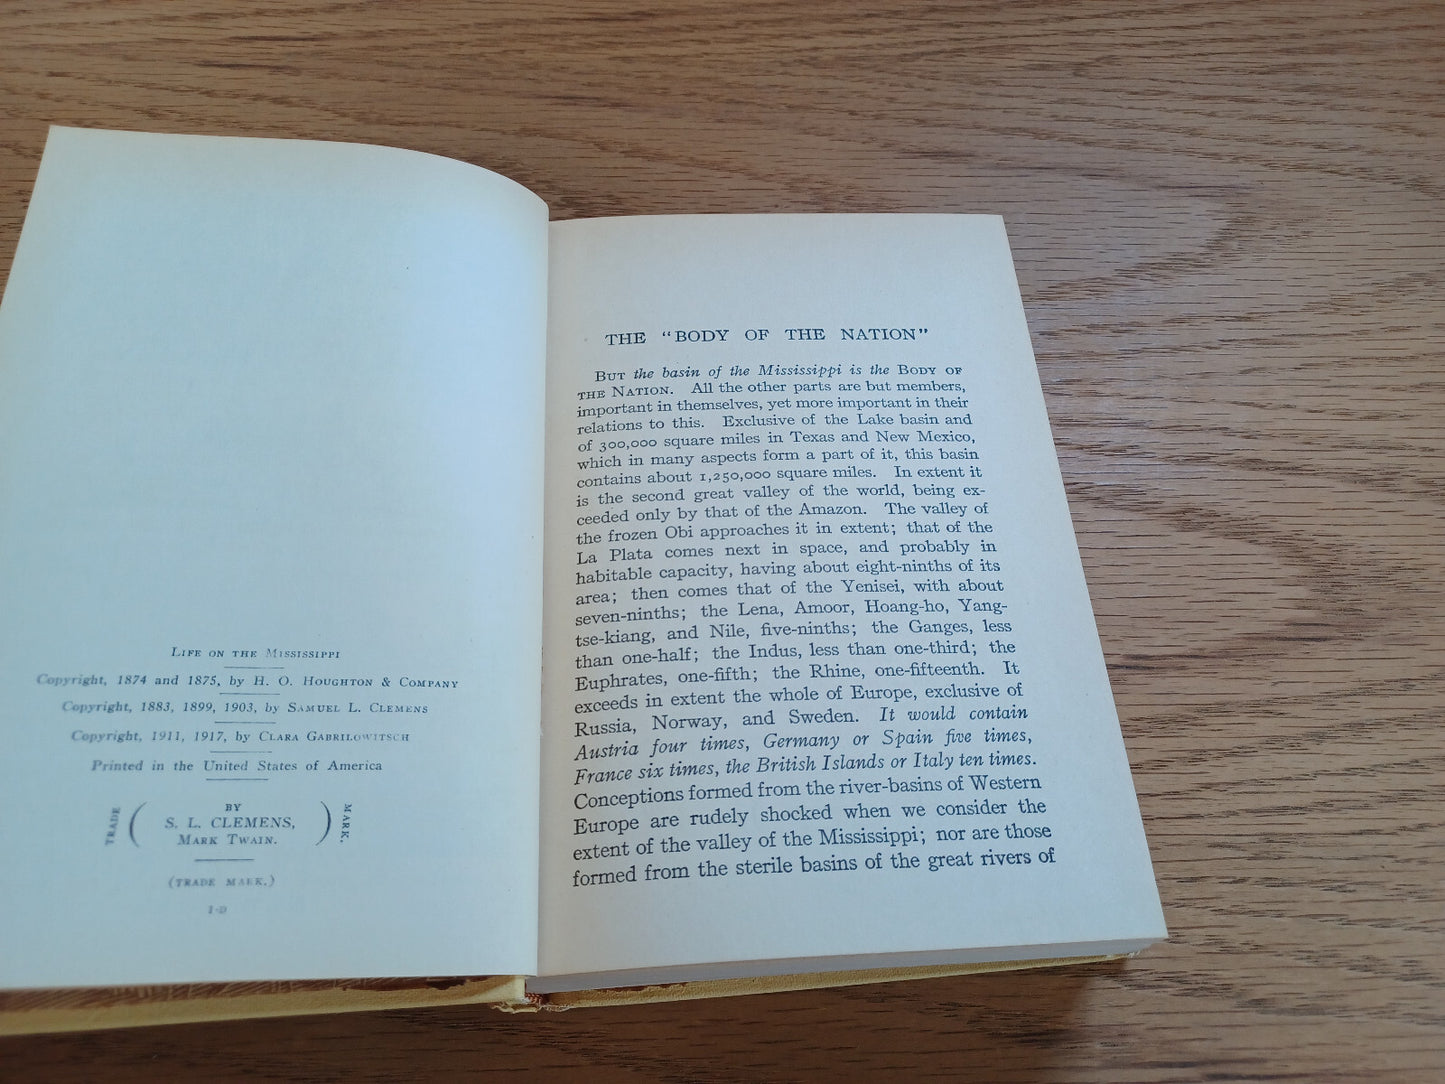 LIFE ON THE MISSISSIPPI
Copyright, 1874 and 1875, by H. O. HOUGHTON & COMPANY
Copyright, 1883, 1899, 1903, by SAMUEL L. CLEMENS
Copyright, 1911, 1917, by CLARA GABRILOWITSCH
Printed in the United States of America
TRADE
BY
S. L. CLEMENS,
MARK TWAIN.
MARK.
(TRADE MARK.)
I-D
THE "BODY OF THE NATION"
BUT the basin of the Mississippi is the BODY OF
THE NATION. All the other parts are but members,
important in themselves, yet more important in their
relations to this. Exclusive of the Lake basin and
of 300,000 square miles in Texas and New Mexico,
which in many aspects form a part of it, this basin
contains about 1,250,000 square miles. In extent it
is the second great valley of the world, being ex-
ceeded only by that of the Amazon. The valley of
the frozen Obi approaches it in extent; that of the
La Plata comes next in space, and probably in
habitable capacity, having about eight-ninths of its
area; then comes that of the Yenisei, with about
seven-ninths; the Lena, Amoor, Hoang-ho, Yang-
tse-kiang, and Nile, five-ninths; the Ganges, less
than one-half; the Indus, less than one-third; the
Euphrates, one-fifth; the Rhine, one-fifteenth. It
exceeds in extent the whole of Europe, exclusive of
Russia, Norway, and Sweden. It would contain
Austria four times, Germany or Spain five times,
France six times, the British Islands or Italy ten times.
Conceptions formed from the river-basins of Western
Europe are rudely shocked when we consider the
extent of the valley of the Mississippi; nor are those
formed from the sterile basins of the great rivers of